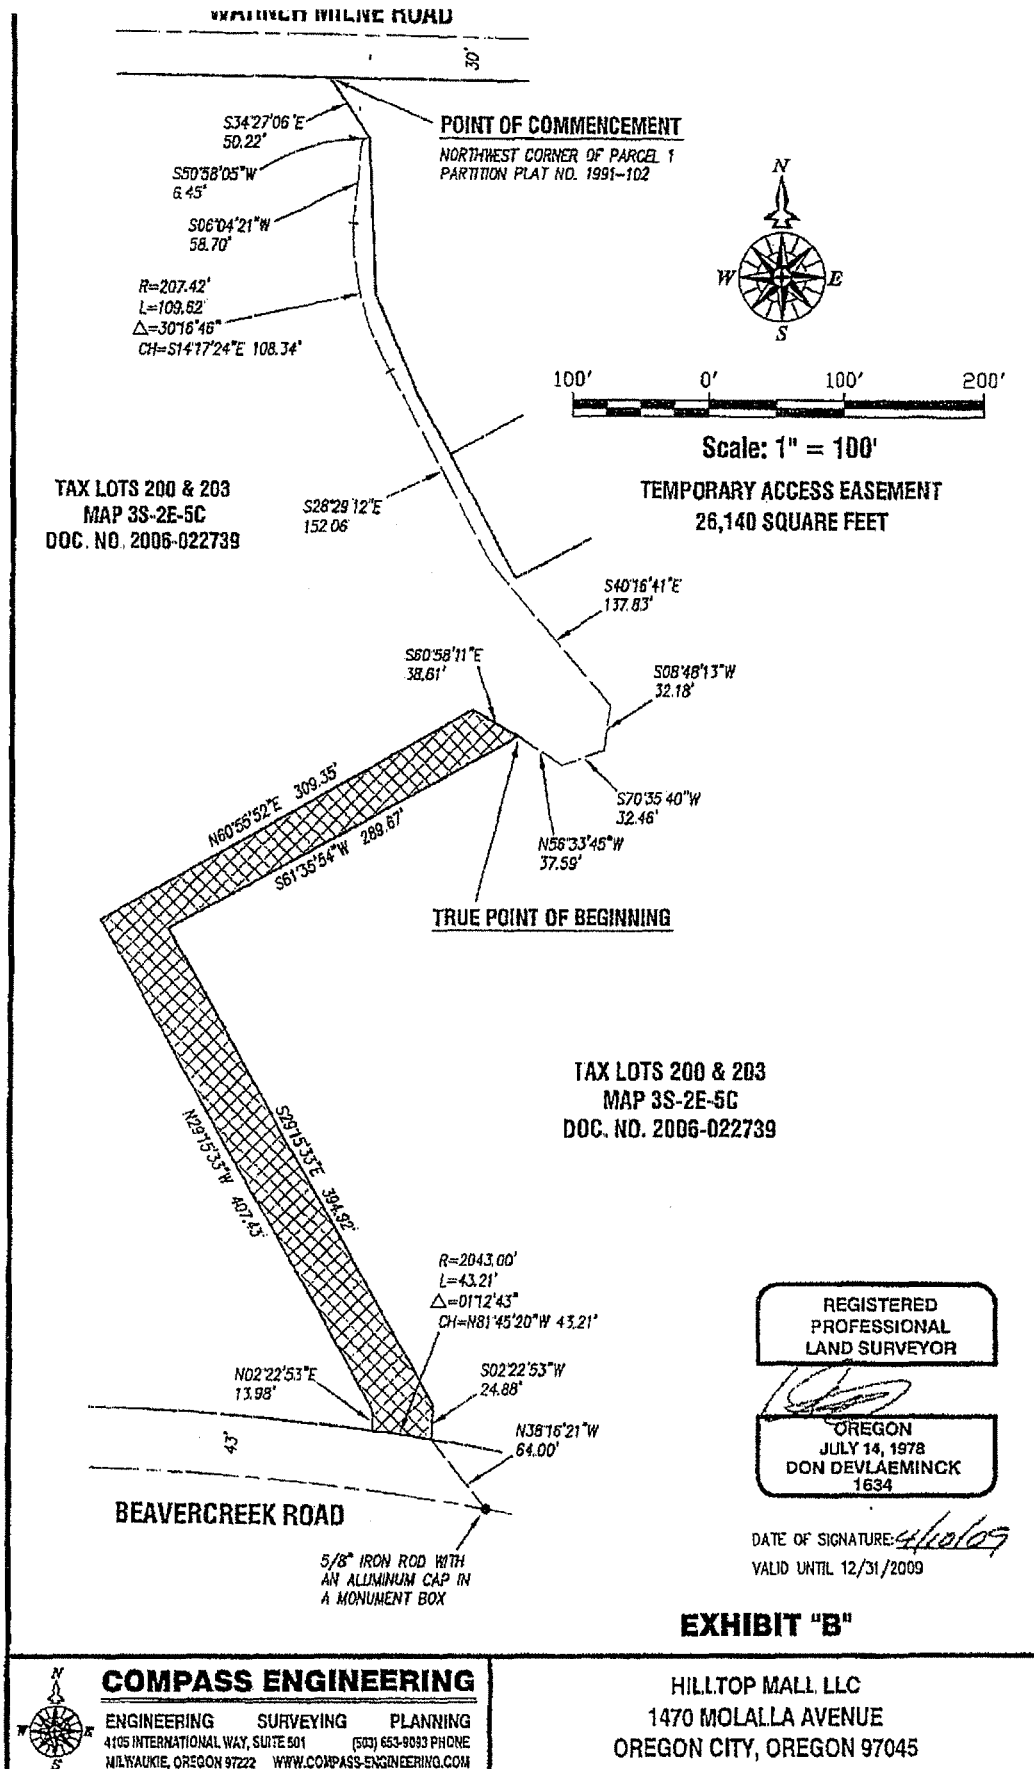 WARNER MILNE ROAD
30'
S34°27'06"E
50.22'
POINT OF COMMENCEMENT
NORTHWEST CORNER OF PARCEL 1
PARTITION PLAT NO. 1991-102
S50°58'05"W
6.45'
S06°04'21"W
58.70'
R=207.42'
L=109.62'
△=30°16'46"
CH=S14°17'24"E 108.34'
N
W
E
S
100'
0'
100'
200'
Scale: 1" = 100'
TEMPORARY ACCESS EASEMENT
26,140 SQUARE FEET
TAX LOTS 200 & 203
MAP 3S-2E-5C
DOC. NO. 2006-022739
S28°29'12"E
152.06'
S40°16'41"E
137.83'
S60°58'11"E
38.61'
S08°48'13"W
32.18'
S70°35'40"W
32.46'
N56°33'45"W
37.59'
N60°55'52"E 309.35'
S61°35'54"W 289.67'
TRUE POINT OF BEGINNING
TAX LOTS 200 & 203
MAP 3S-2E-5C
DOC. NO. 2006-022739
N29°15'33"W 407.43'
S29°15'33"E 394.92'
R=2043.00'
L=43.21'
△=01°12'43"
CH=N81°45'20"W 43.21'
N02°22'53"E
13.98'
S02°22'53"W
24.88'
N38°16'21"W
64.00'
43'
BEAVERCREEK ROAD
5/8" IRON ROD WITH
AN ALUMINUM CAP IN
A MONUMENT BOX
REGISTERED
PROFESSIONAL
LAND SURVEYOR
OREGON
JULY 14, 1978
DON DEVLAEMINCK
1634
DATE OF SIGNATURE: 4/10/09
VALID UNTIL 12/31/2009
EXHIBIT "B"
N
W
E
S
COMPASS ENGINEERING
ENGINEERING SURVEYING PLANNING
4105 INTERNATIONAL WAY, SUITE 501 (503) 653-9093 PHONE
MILWAUKIE, OREGON 97222 WWW.COMPASS-ENGINEERING.COM
HILLTOP MALL LLC
1470 MOLALLA AVENUE
OREGON CITY, OREGON 97045